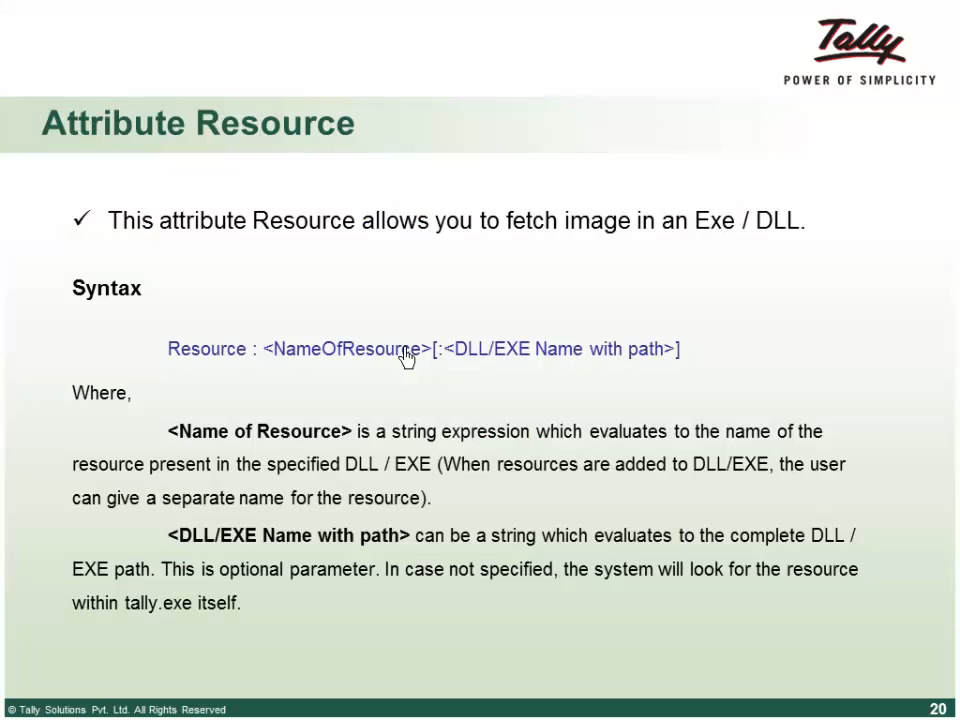 Tally
POWER OF SIMPLICITY
Attribute Resource
✓ This attribute Resource allows you to fetch image in an Exe / DLL.
Syntax
Resource : <NameOfResource>[:<DLL/EXE Name with path>]
Where,
<Name of Resource> is a string expression which evaluates to the name of the
resource present in the specified DLL / EXE (When resources are added to DLL/EXE, the user
can give a separate name for the resource).
<DLL/EXE Name with path> can be a string which evaluates to the complete DLL /
EXE path. This is optional parameter. In case not specified, the system will look for the resource
within tally.exe itself.
© Tally Solutions Pvt. Ltd. All Rights Reserved
20